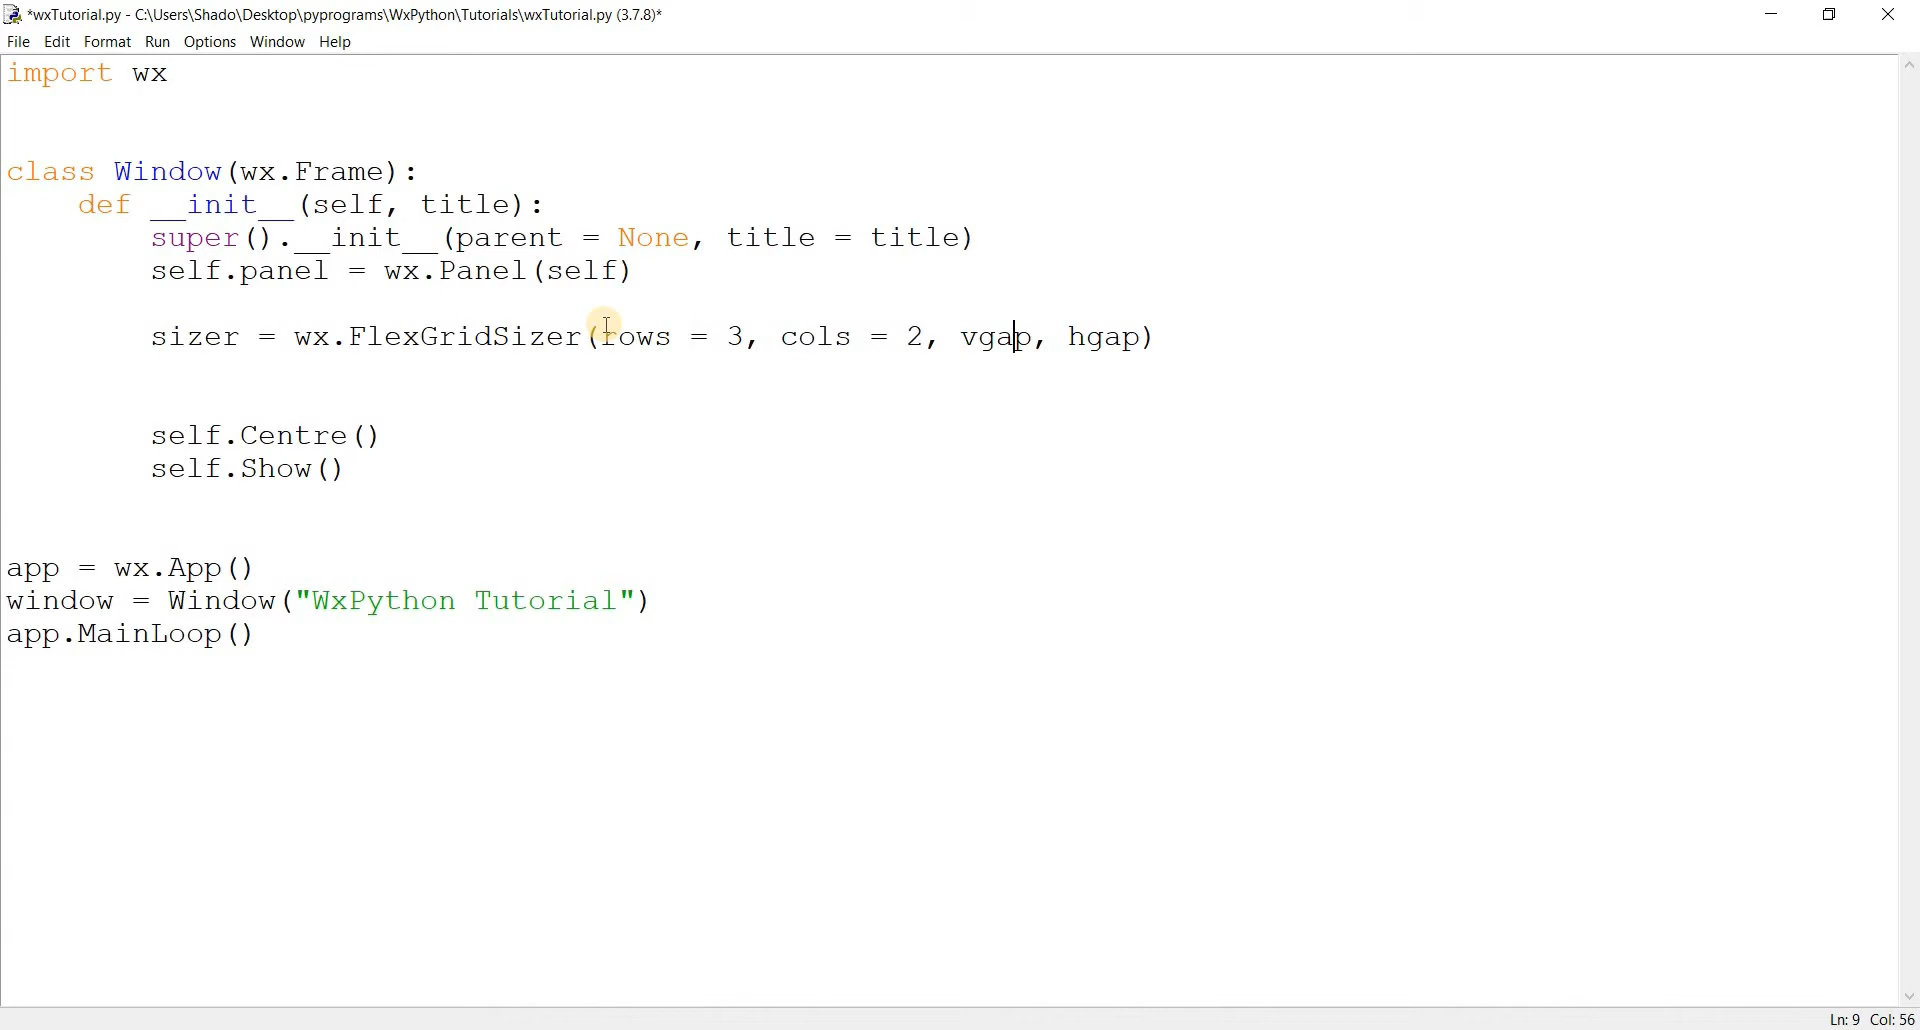 *wxTutorial.py - C:\Users\Shado\Desktop\pyprograms\WxPython\Tutorials\wxTutorial.py (3.7.8)*
File Edit Format Run Options Window Help
import wx
class Window(wx.Frame):
    def __init__(self, title):
        super().__init__(parent = None, title = title)
        self.panel = wx.Panel(self)
        sizer = wx.FlexGridSizer(rows = 3, cols = 2, vgap, hgap)
        self.Centre()
        self.Show()
app = wx.App()
window = Window("WxPython Tutorial")
app.MainLoop()
Ln: 9 Col: 56